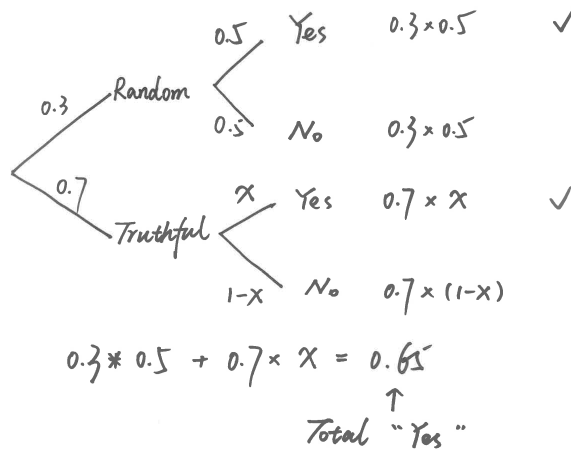 0.5 Yes 0.3×0.5 ✓
0.3 Random
0.5 No 0.3×0.5
0.7 x Yes 0.7 × x ✓
Truthful
1-x No 0.7 × (1-x)
0.3 * 0.5 + 0.7 × x = 0.65
↑
Total "Yes"